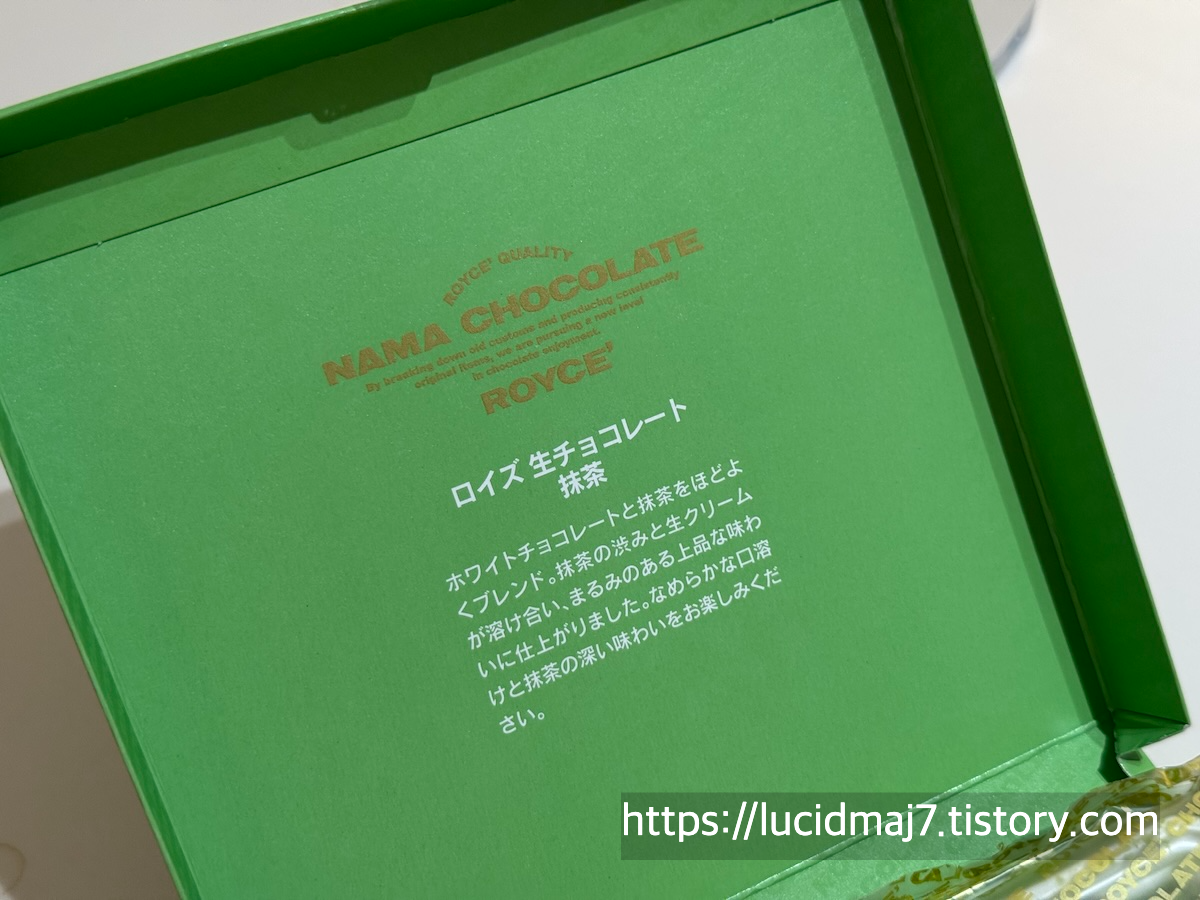 ROYCE' QUALITY
NAMA CHOCOLATE
By breaking down old customs and producing consistently
original items, we are pursuing a new level
in chocolate enjoyment.
ROYCE'
ロイズ 生チョコレート
抹茶
ホワイトチョコレートと抹茶をほどよ
くブレンド。抹茶の渋みと生クリーム
が溶け合い、まるみのある上品な味わ
いに仕上がりました。なめらかな口溶
けと抹茶の深い味わいをお楽しみくだ
さい。
https://lucidmaj7.tistory.com